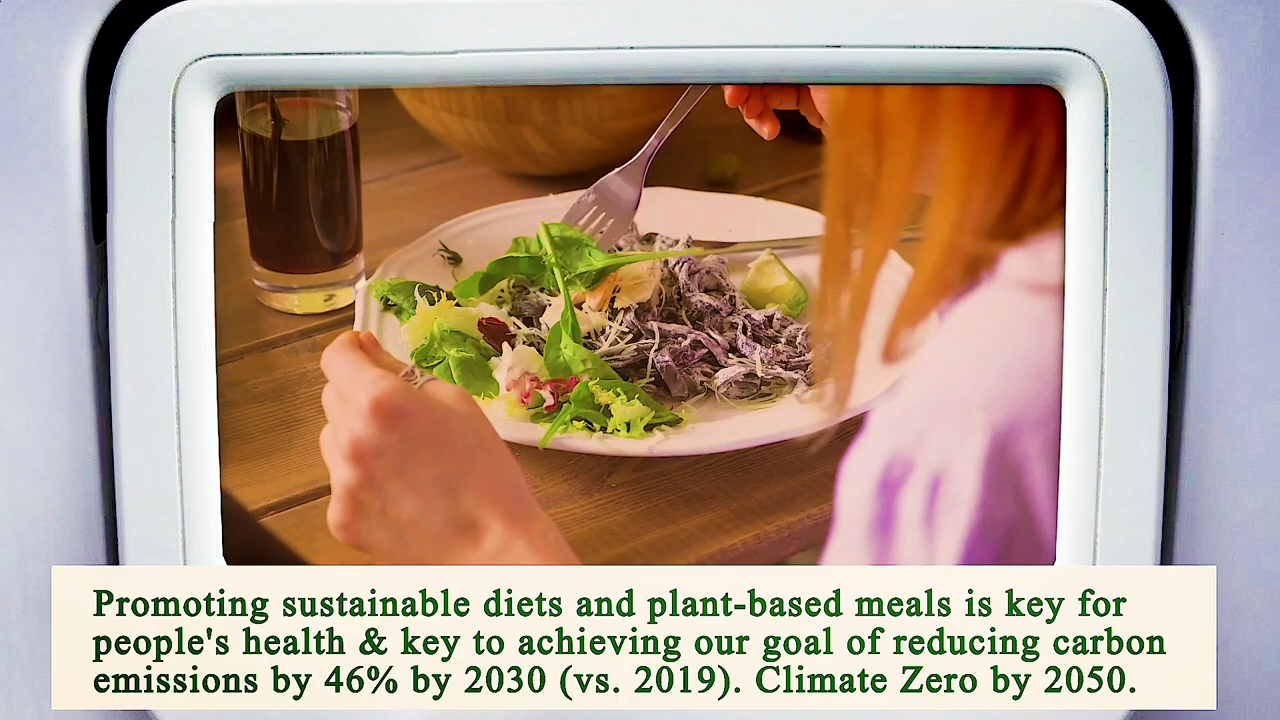 Promoting sustainable diets and plant-based meals is key for
people's health & key to achieving our goal of reducing carbon
emissions by 46% by 2030 (vs. 2019). Climate Zero by 2050.